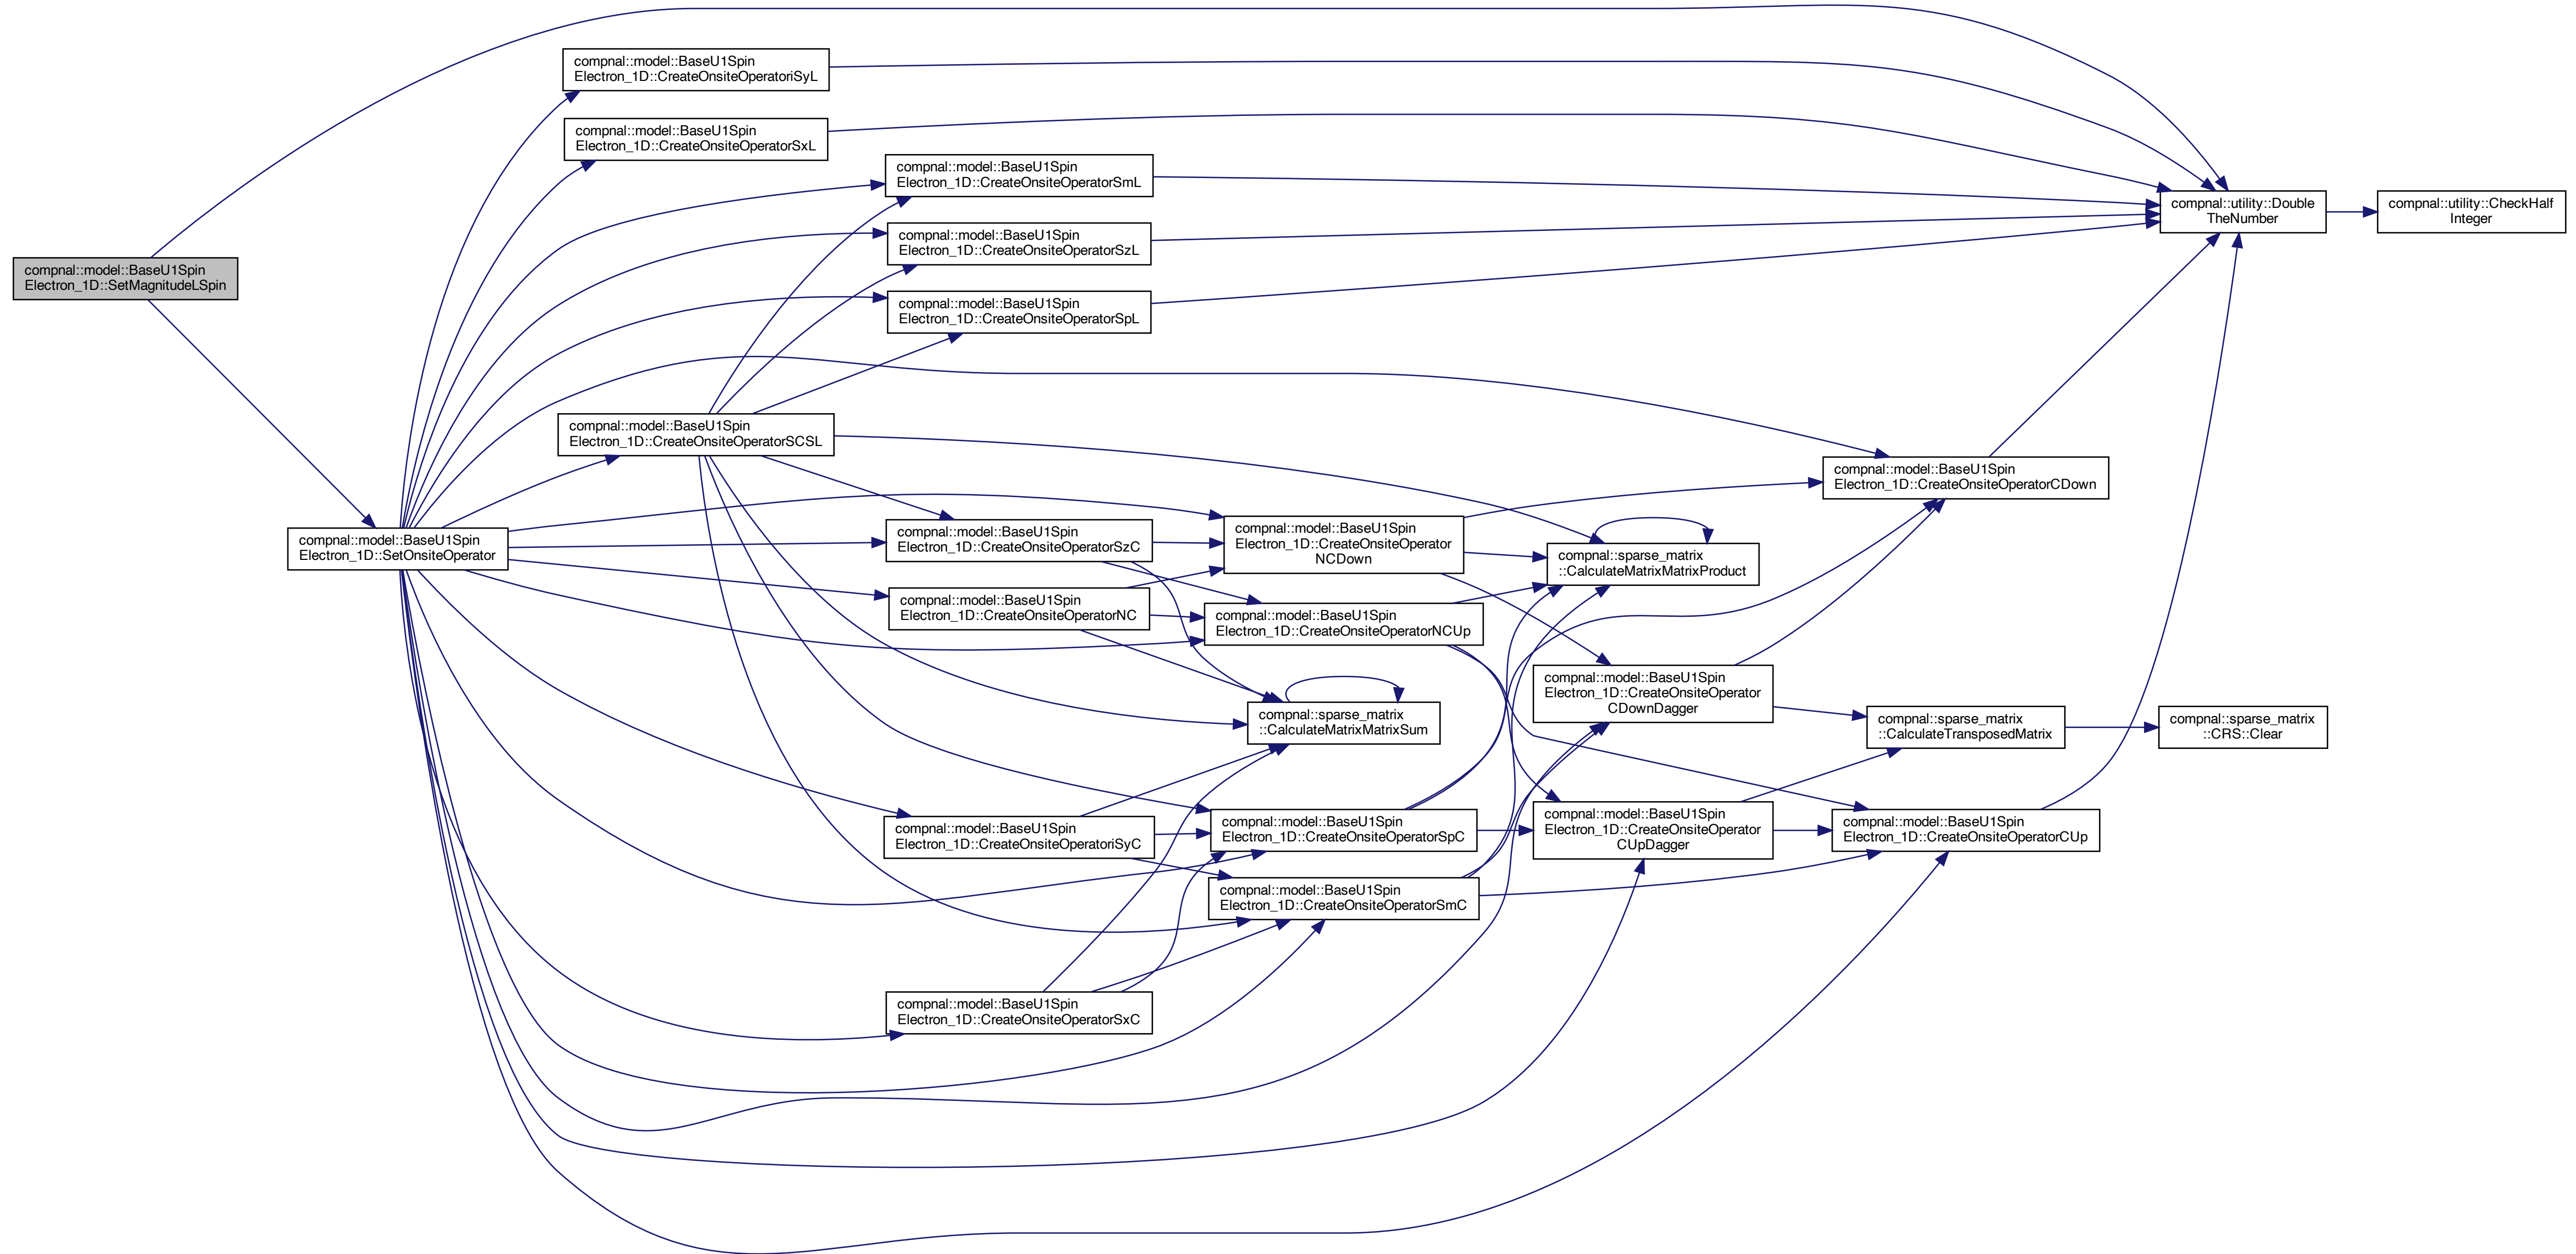 compnal::model::BaseU1Spin
Electron_1D::SetMagnitudeLSpin
compnal::model::BaseU1Spin
Electron_1D::SetOnsiteOperator
compnal::model::BaseU1Spin
Electron_1D::CreateOnsiteOperatoriSyL
compnal::model::BaseU1Spin
Electron_1D::CreateOnsiteOperatorSxL
compnal::model::BaseU1Spin
Electron_1D::CreateOnsiteOperatorSmL
compnal::model::BaseU1Spin
Electron_1D::CreateOnsiteOperatorSzL
compnal::model::BaseU1Spin
Electron_1D::CreateOnsiteOperatorSpL
compnal::model::BaseU1Spin
Electron_1D::CreateOnsiteOperatorSCSL
compnal::model::BaseU1Spin
Electron_1D::CreateOnsiteOperatorSzC
compnal::model::BaseU1Spin
Electron_1D::CreateOnsiteOperatorNC
compnal::model::BaseU1Spin
Electron_1D::CreateOnsiteOperatoriSyC
compnal::model::BaseU1Spin
Electron_1D::CreateOnsiteOperatorSxC
compnal::model::BaseU1Spin
Electron_1D::CreateOnsiteOperator
NCDown
compnal::model::BaseU1Spin
Electron_1D::CreateOnsiteOperatorNCUp
compnal::sparse_matrix
::CalculateMatrixMatrixSum
compnal::model::BaseU1Spin
Electron_1D::CreateOnsiteOperatorSpC
compnal::model::BaseU1Spin
Electron_1D::CreateOnsiteOperatorSmC
compnal::sparse_matrix
::CalculateMatrixMatrixProduct
compnal::model::BaseU1Spin
Electron_1D::CreateOnsiteOperator
CDownDagger
compnal::model::BaseU1Spin
Electron_1D::CreateOnsiteOperator
CUpDagger
compnal::model::BaseU1Spin
Electron_1D::CreateOnsiteOperatorCDown
compnal::sparse_matrix
::CalculateTransposedMatrix
compnal::model::BaseU1Spin
Electron_1D::CreateOnsiteOperatorCUp
compnal::utility::Double
TheNumber
compnal::sparse_matrix
::CRS::Clear
compnal::utility::CheckHalf
Integer